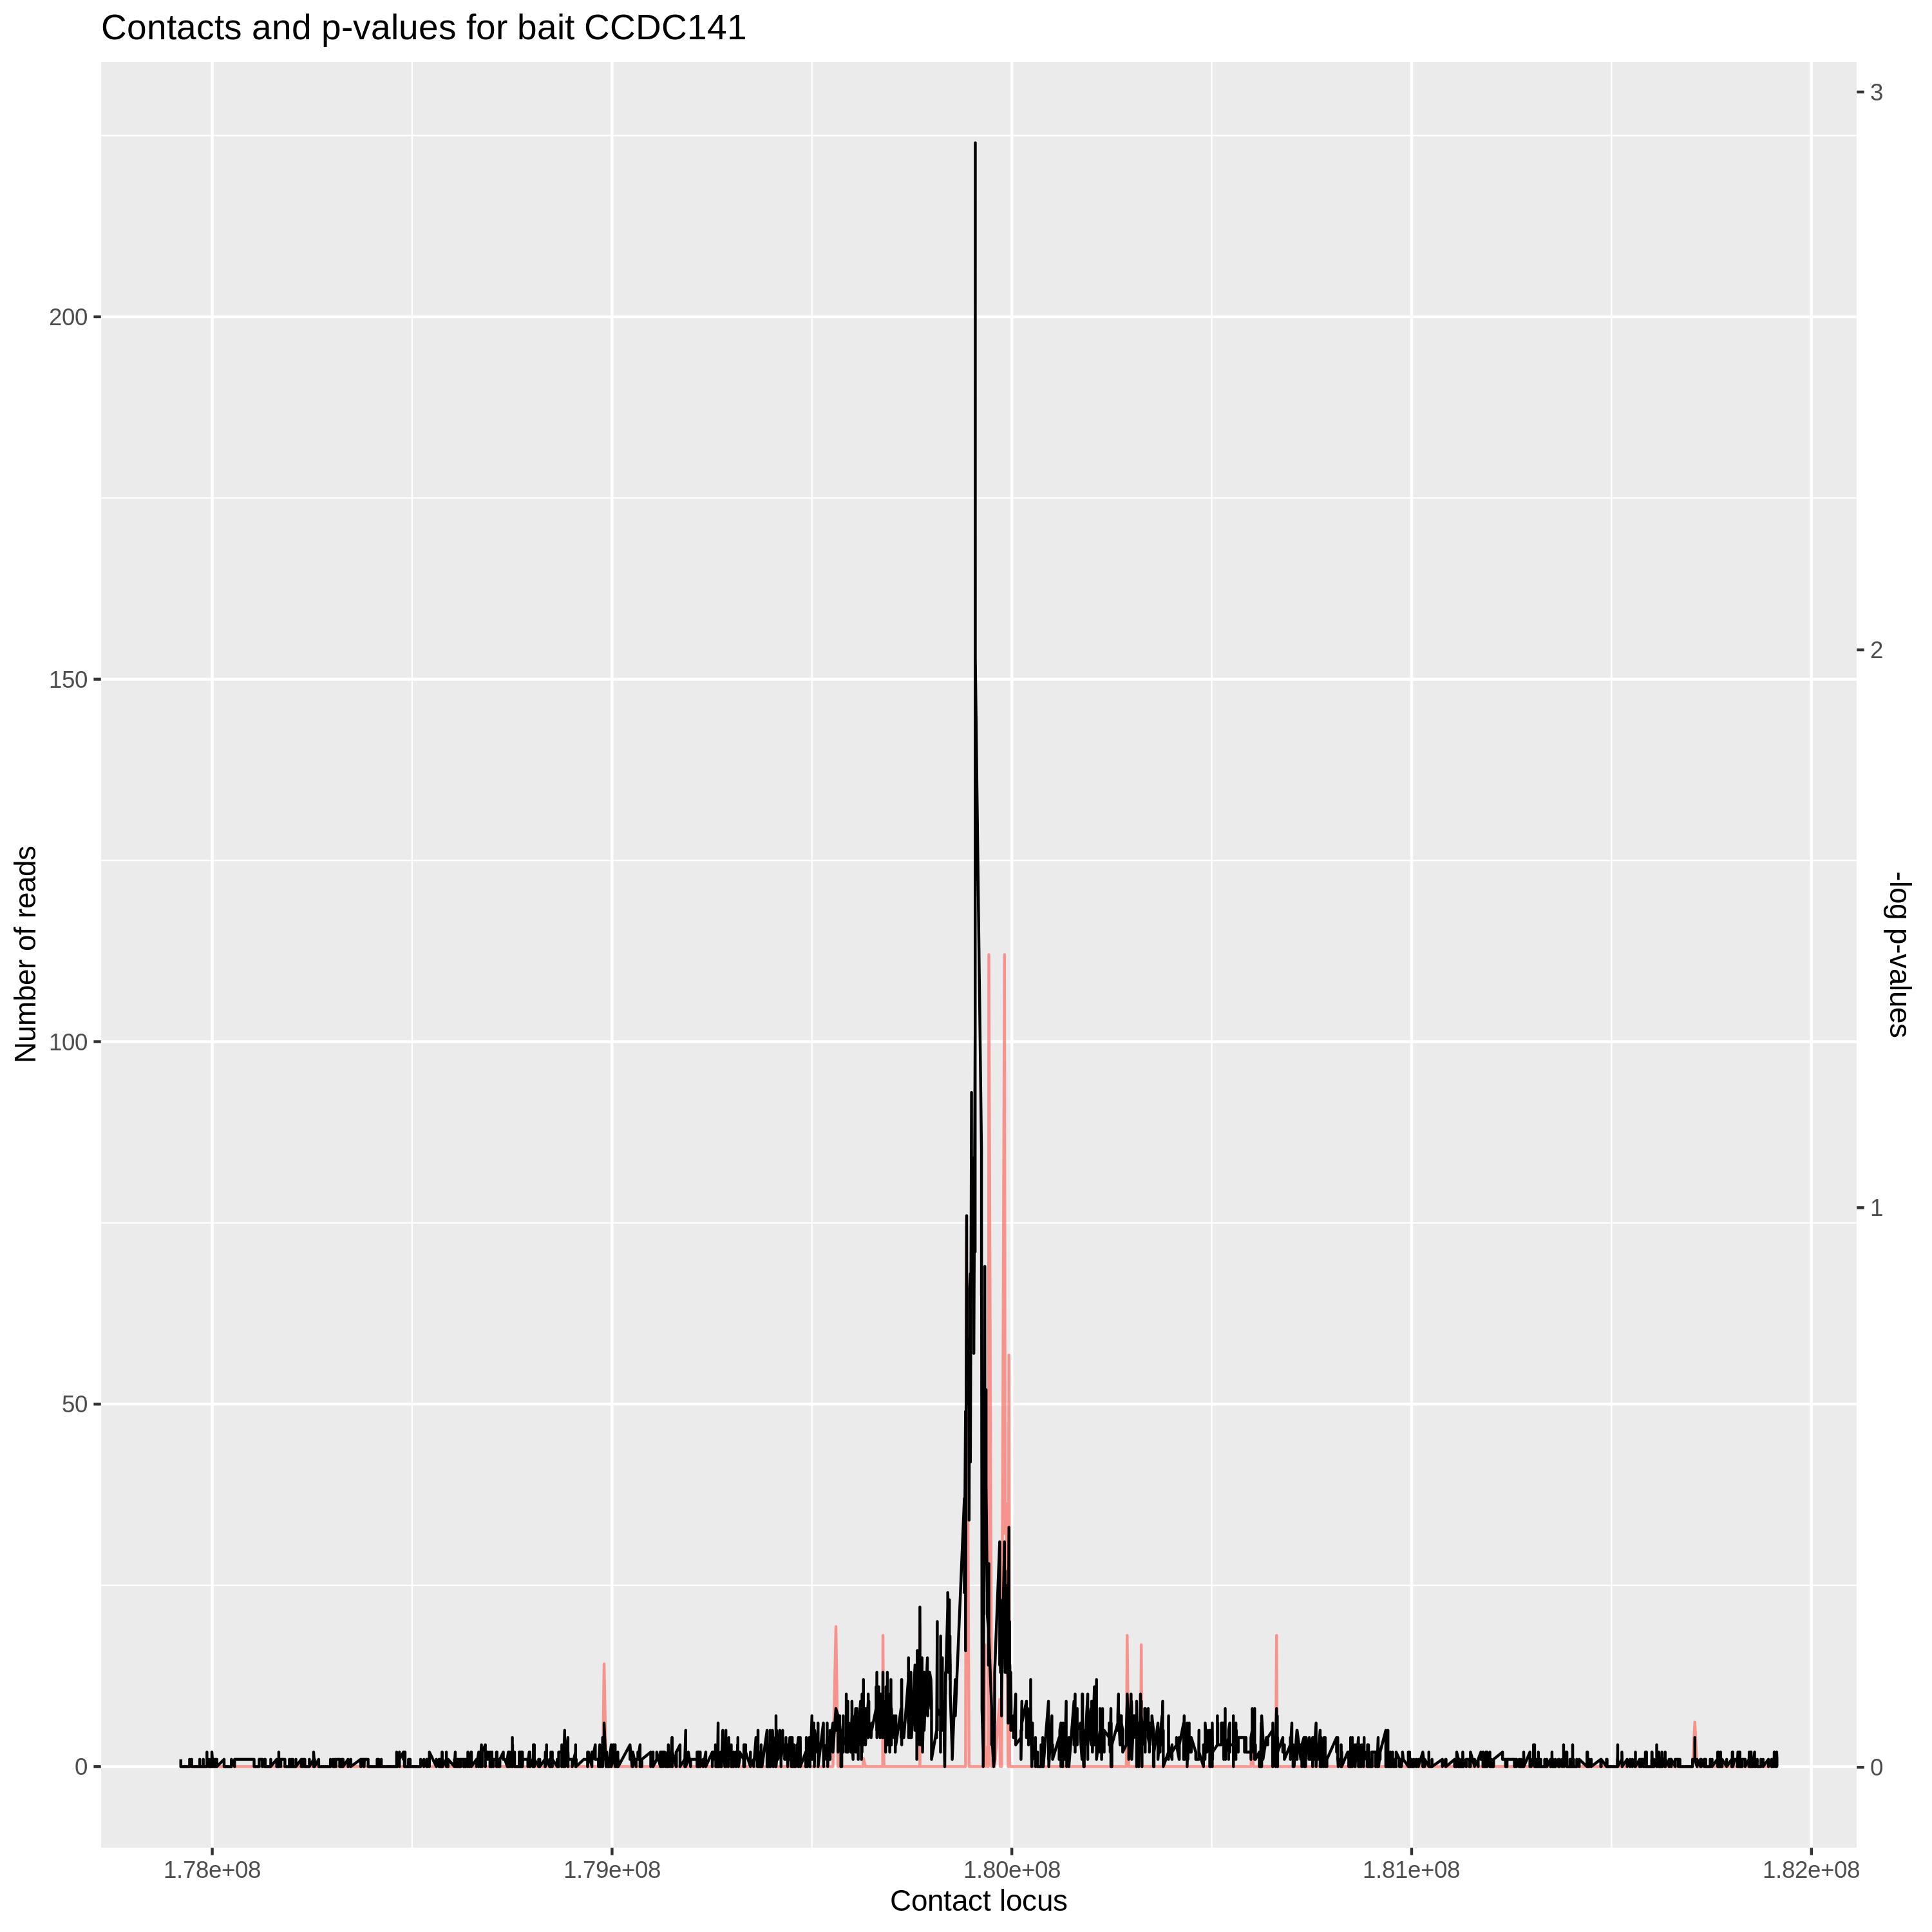 Contacts and p-values for bait CCDC141
Number of reads
200
150
100
50
0
3
2
1
0
-log p-values
1.78e+08 1.79e+08 1.80e+08 1.81e+08 1.82e+08
Contact locus